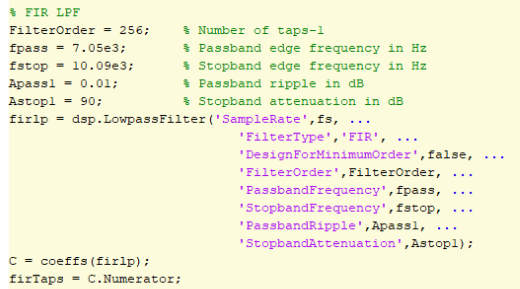 % FIR LPF
FilterOrder = 256;    % Number of taps-1
fpass = 7.05e3;       % Passband edge frequency in Hz
fstop = 10.09e3;      % Stopband edge frequency in Hz
Apass1 = 0.01;        % Passband ripple in dB
Astop1 = 90;          % Stopband attenuation in dB
firlp = dsp.LowpassFilter('SampleRate',fs, ...
'FilterType','FIR', ...
'DesignForMinimumOrder',false, ...
'FilterOrder',FilterOrder, ...
'PassbandFrequency',fpass, ...
'StopbandFrequency',fstop, ...
'PassbandRipple',Apass1, ...
'StopbandAttenuation',Astop1);
C = coeffs(firlp);
firTaps = C.Numerator;